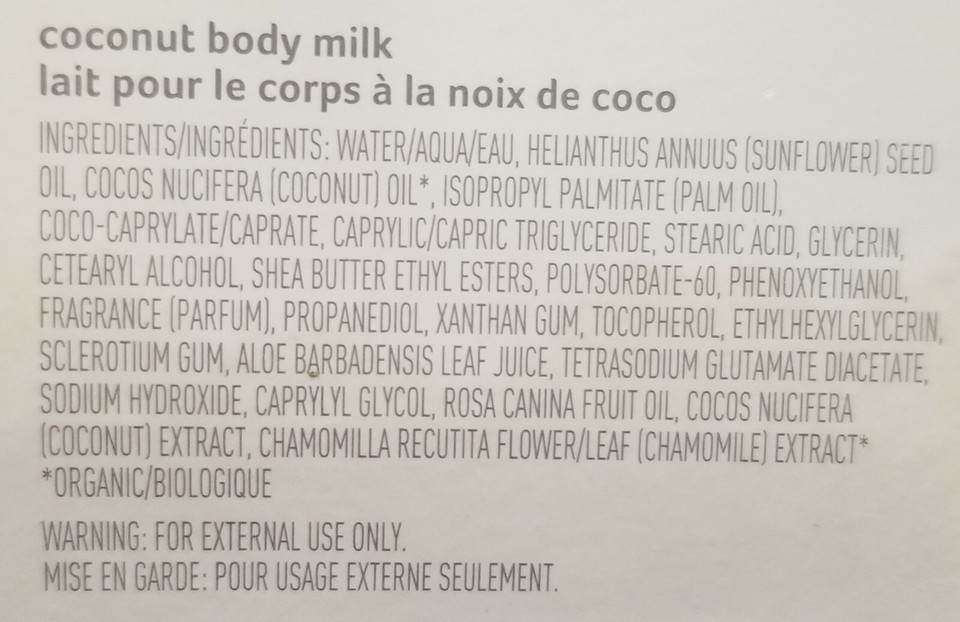 coconut body milk
lait pour le corps à la noix de coco
INGREDIENTS/INGRÉDIENTS: WATER/AQUA/EAU, HELIANTHUS ANNUUS (SUNFLOWER) SEED
OIL, COCOS NUCIFERA (COCONUT) OIL*, ISOPROPYL PALMITATE (PALM OIL),
COCO-CAPRYLATE/CAPRATE, CAPRYLIC/CAPRIC TRIGLYCERIDE, STEARIC ACID, GLYCERIN,
CETEARYL ALCOHOL, SHEA BUTTER ETHYL ESTERS, POLYSORBATE-60, PHENOXYETHANOL,
FRAGRANCE (PARFUM), PROPANEDIOL, XANTHAN GUM, TOCOPHEROL, ETHYLHEXYLGLYCERIN,
SCLEROTIUM GUM, ALOE BARBADENSIS LEAF JUICE, TETRASODIUM GLUTAMATE DIACETATE,
SODIUM HYDROXIDE, CAPRYLYL GLYCOL, ROSA CANINA FRUIT OIL, COCOS NUCIFERA
(COCONUT) EXTRACT, CHAMOMILLA RECUTITA FLOWER/LEAF (CHAMOMILE) EXTRACT*
*ORGANIC/BIOLOGIQUE
WARNING: FOR EXTERNAL USE ONLY.
MISE EN GARDE: POUR USAGE EXTERNE SEULEMENT.